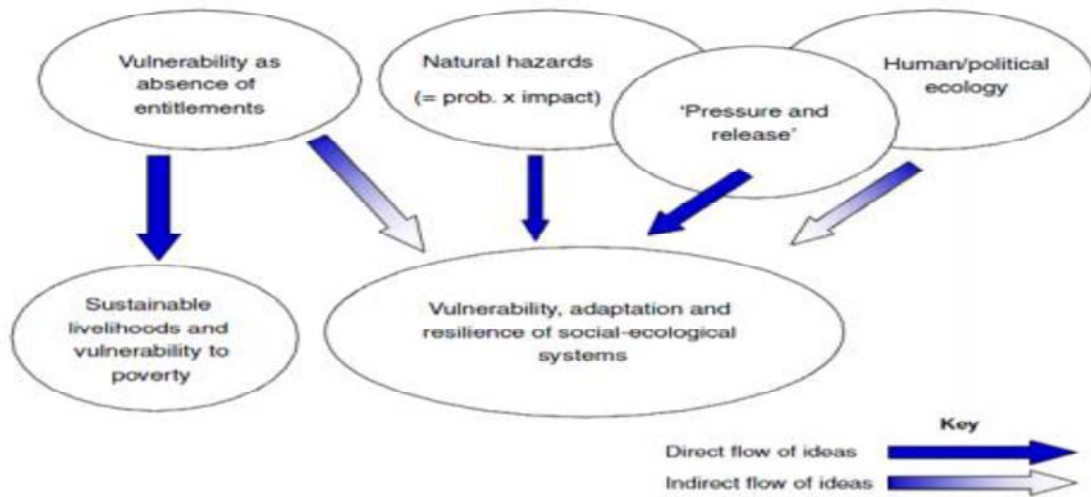 Vulnerability as
absence of
entitlements
Natural hazards
(= prob. x impact)
'Pressure and
release'
Human/political
ecology
Sustainable
livelihoods and
vulnerability to
poverty
Vulnerability, adaptation and
resilience of social-ecological
systems
Key
Direct flow of ideas
Indirect flow of ideas